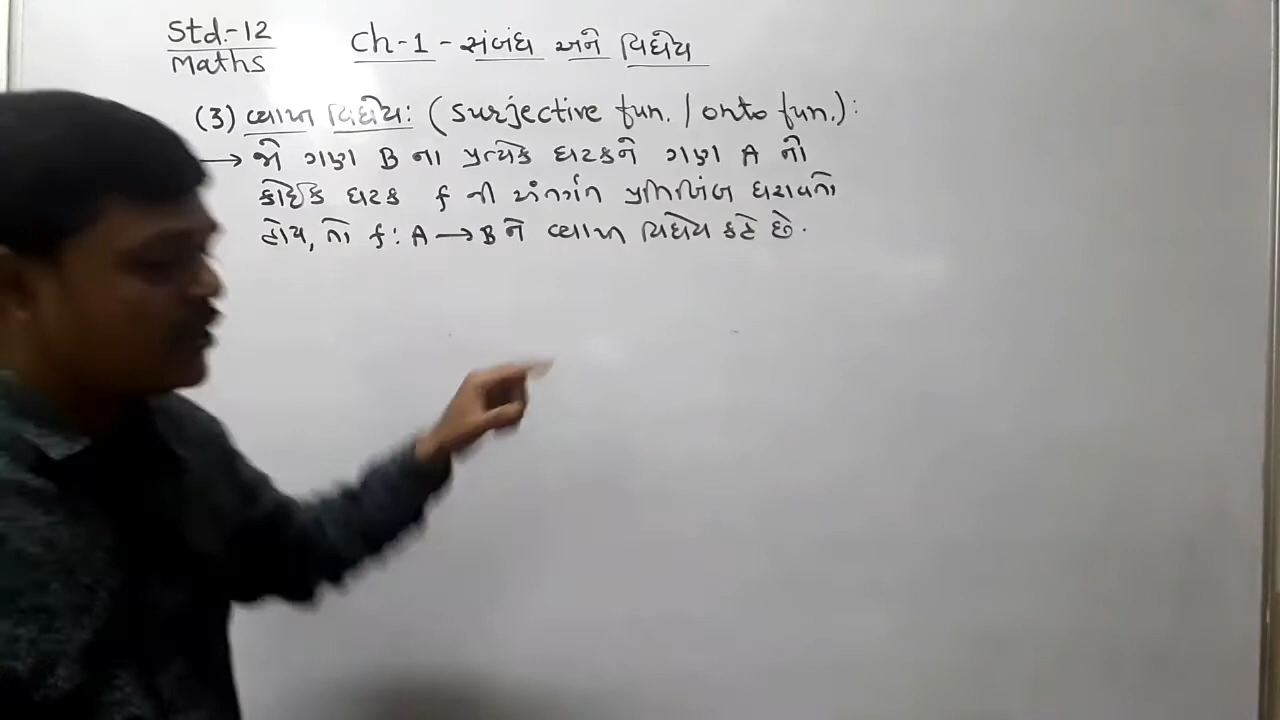 Std:-12
Maths
Ch-1 - સંબંધ અને વિધેય
(3) વ્યાપ્ત વિધેય: (surjective fun. / onto fun.):
→ જો ગણ B ના પ્રત્યેક ઘટકને ગણ A નો
કોઈક ઘટક f ની અંતર્ગત પ્રતિબિંબ ધરાવતો
હોય, તો f: A → B ને વ્યાપ્ત વિધેય કહે છે.